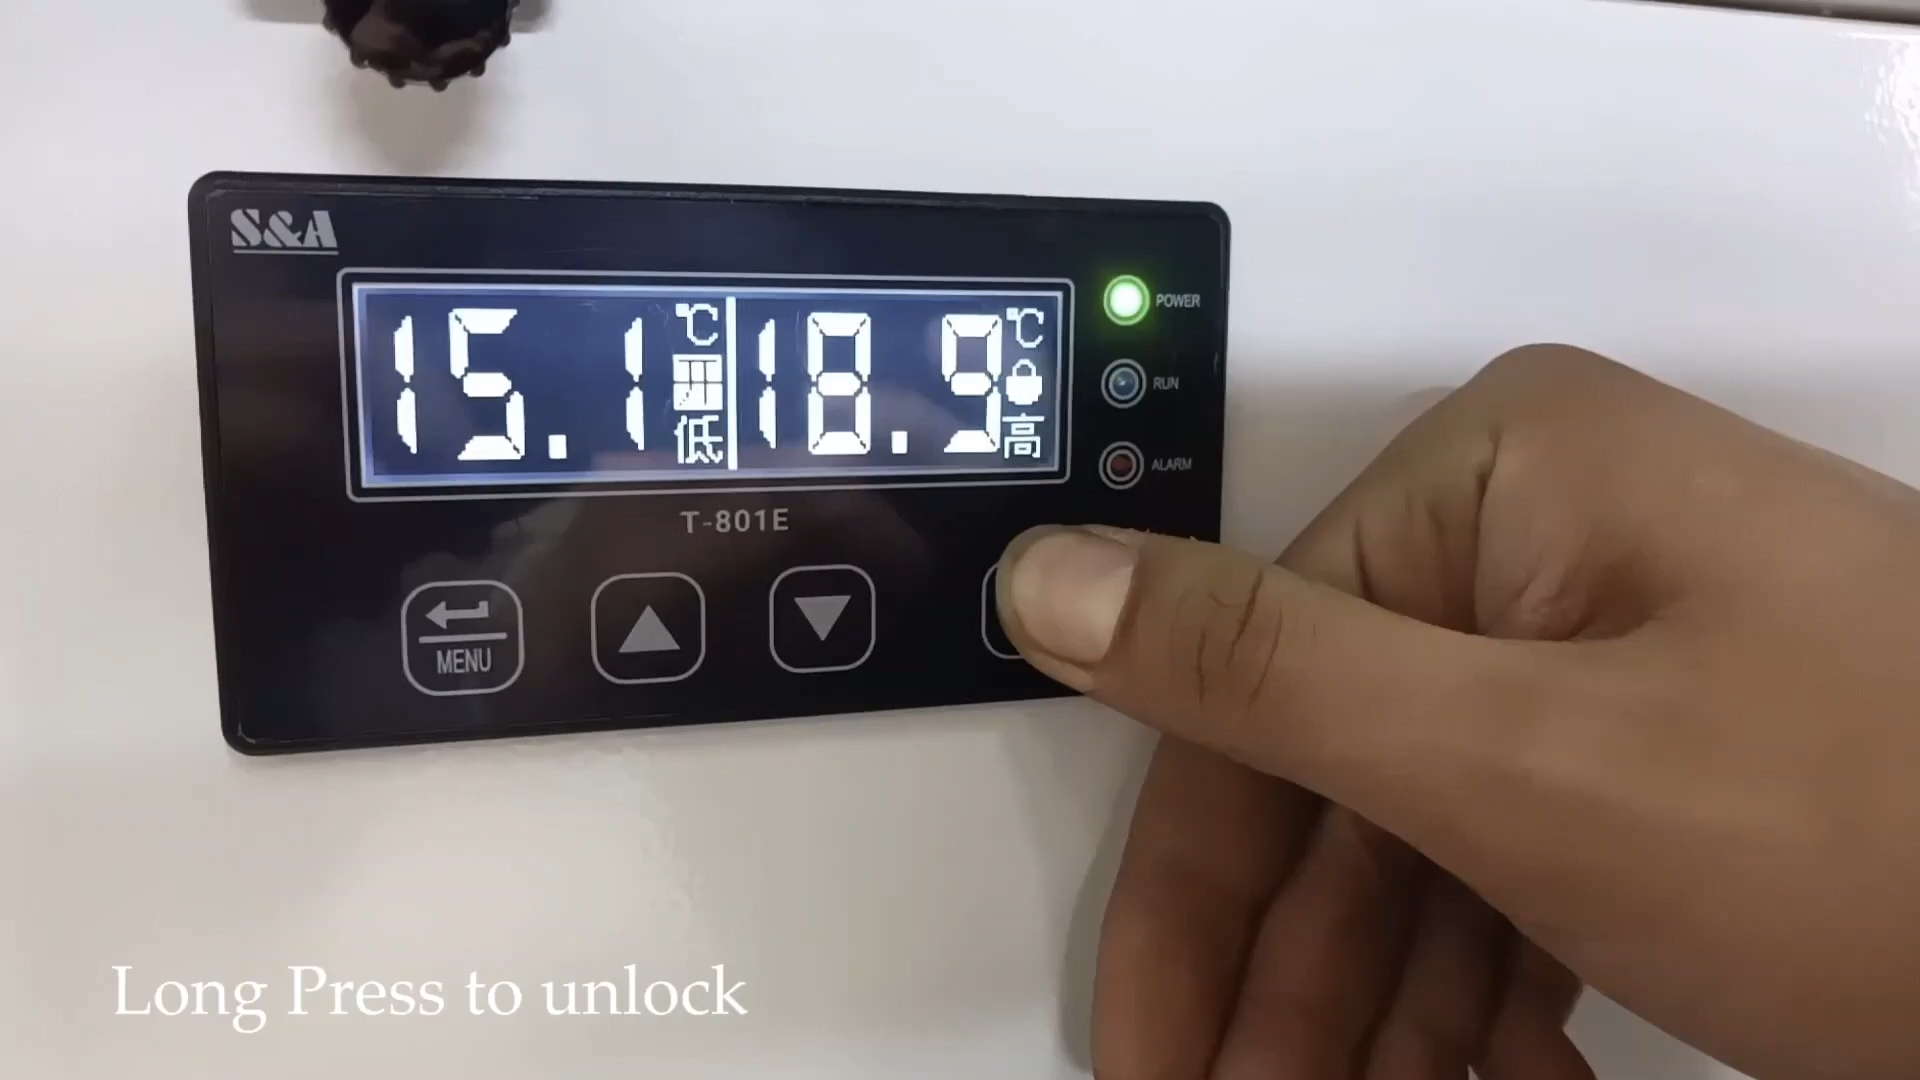 S&A
15.1 ℃ 低 18.9 ℃ 高
POWER
RUN
ALARM
T-801E
MENU
Long Press to unlock